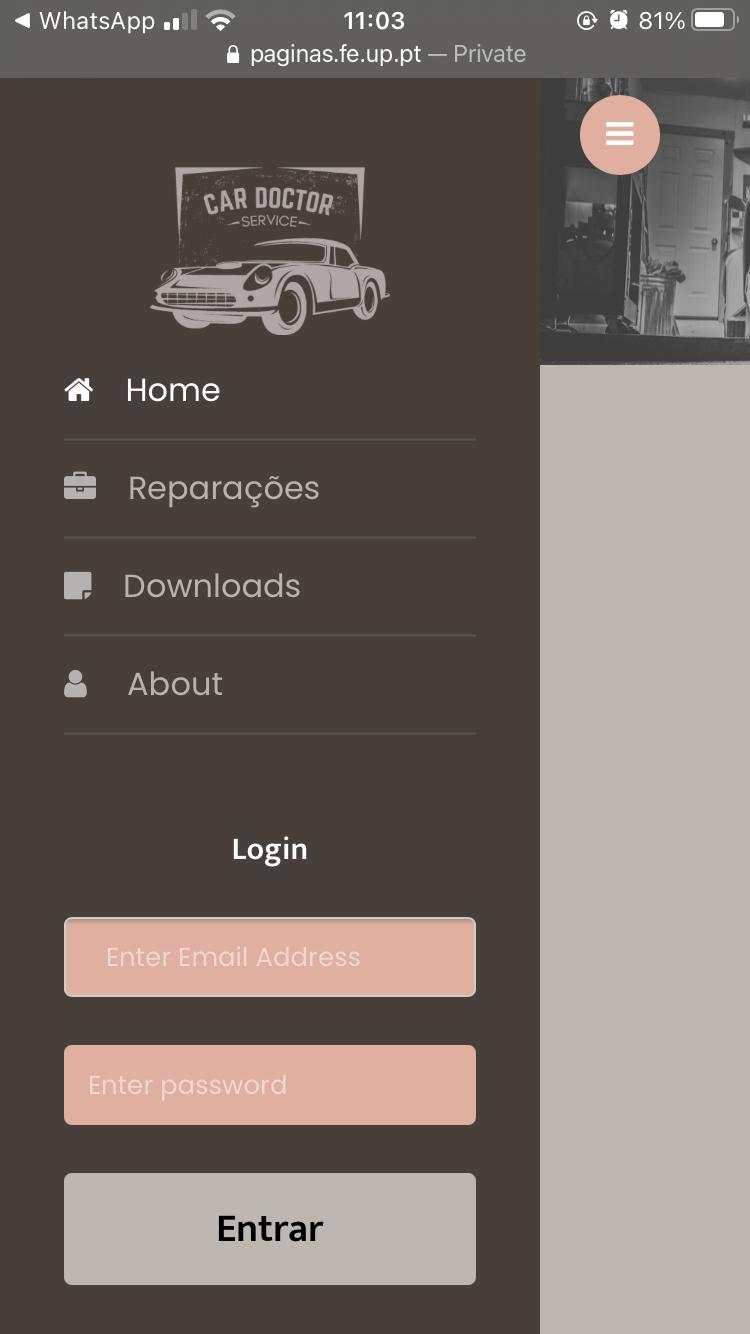 WhatsApp 11:03 81%
paginas.fe.up.pt — Private
CAR DOCTOR
SERVICE
Home
Reparações
Downloads
About
Login
Enter Email Address
Enter password
Entrar